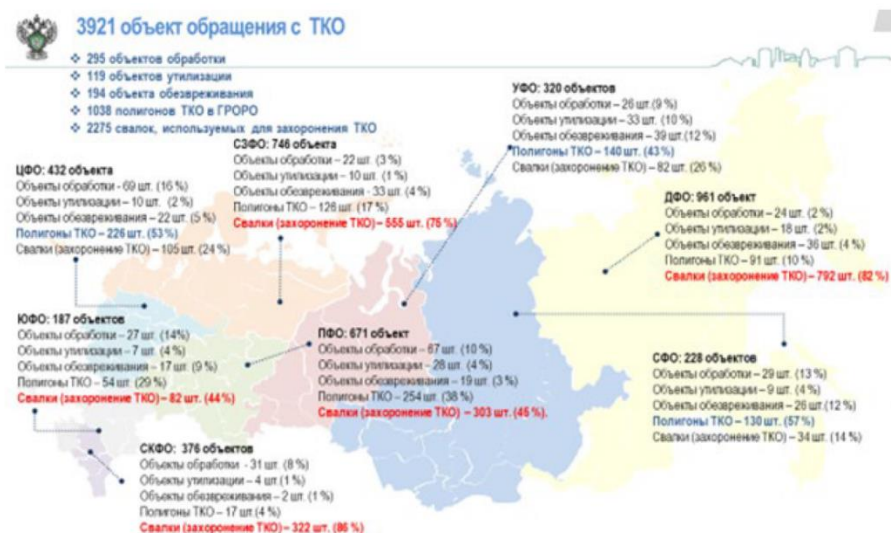 3921 объект обращения с ТКО
❖ 295 объектов обработки
❖ 119 объектов утилизации
❖ 194 объекта обезвреживания
❖ 1038 полигонов ТКО в ГРОРО
❖ 2275 свалок, используемых для захоронения ТКО
УФО: 320 объектов
Объекты обработки – 26 шт.(9 %)
Объекты утилизации – 33 шт. (10 %)
Объекты обезвреживания – 39 шт.(12 %)
Полигоны ТКО – 140 шт. (43 %)
Свалки (захоронение ТКО) – 82 шт. (26 %)
СЗФО: 746 объекта
Объекты обработки – 22 шт. (3 %)
Объекты утилизации – 10 шт. (1 %)
Объекты обезвреживания – 33 шт. (4 %)
Полигоны ТКО – 126 шт. (17 %)
Свалки (захоронение ТКО) – 555 шт. (75 %)
ЦФО: 432 объекта
Объекты обработки - 69 шт. (16 %)
Объекты утилизации – 10 шт. (2 %)
Объекты обезвреживания – 22 шт.( 5 %)
Полигоны ТКО – 226 шт. (53 %)
Свалки (захоронение ТКО) – 105 шт. (24 %)
ДФО: 961 объект
Объекты обработки – 24 шт. (2 %)
Объекты утилизации – 18 шт. (2%)
Объекты обезвреживания – 36 шт. (4 %)
Полигоны ТКО – 91 шт. (10 %)
Свалки (захоронение ТКО) – 792 шт. (82 %)
ЮФО: 187 объектов
Объекты обработки – 27 шт. (14%)
Объекты утилизации – 7 шт. (4 %)
Объекты обезвреживания – 17 шт. (9 %)
Полигоны ТКО – 54 шт. (29 %)
Свалки (захоронение ТКО) – 82 шт. (44 %)
ПФО: 671 объект
Объекты обработки – 67 шт. (10 %)
Объекты утилизации – 28 шт. (4 %)
Объекты обезвреживания – 19 шт. (3 %)
Полигоны ТКО – 254 шт. (38 %)
Свалки (захоронение ТКО) – 303 шт. (45 %).
СФО: 228 объектов
Объекты обработки – 29 шт. (13 %)
Объекты утилизации – 9 шт. (4 %)
Объекты обезвреживания – 26 шт.(12 %)
Полигоны ТКО – 130 шт. (57 %)
Свалки (захоронение ТКО) – 34 шт. (14 %)
СКФО: 376 объектов
Объекты обработки - 31 шт. (8 %)
Объекты утилизации – 4 шт.(1 %)
Объекты обезвреживания – 2 шт. (1 %)
Полигоны ТКО – 17 шт.(4 %)
Свалки (захоронение ТКО) – 322 шт. (86 %)